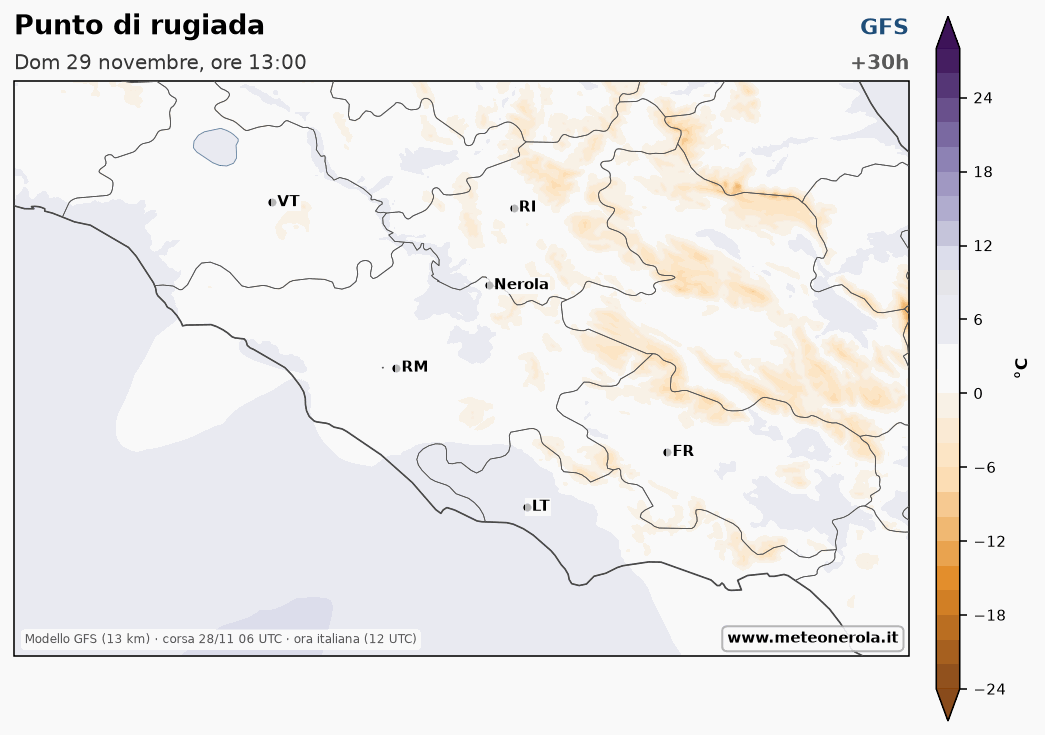 Punto di rugiada
GFS
Dom 29 novembre, ore 13:00
+30h
VT
RI
Nerola
RM
FR
LT
24
18
12
6
0
−6
−12
−18
−24
°C
Modello GFS (13 km) · corsa 28/11 06 UTC · ora italiana (12 UTC)
www.meteonerola.it